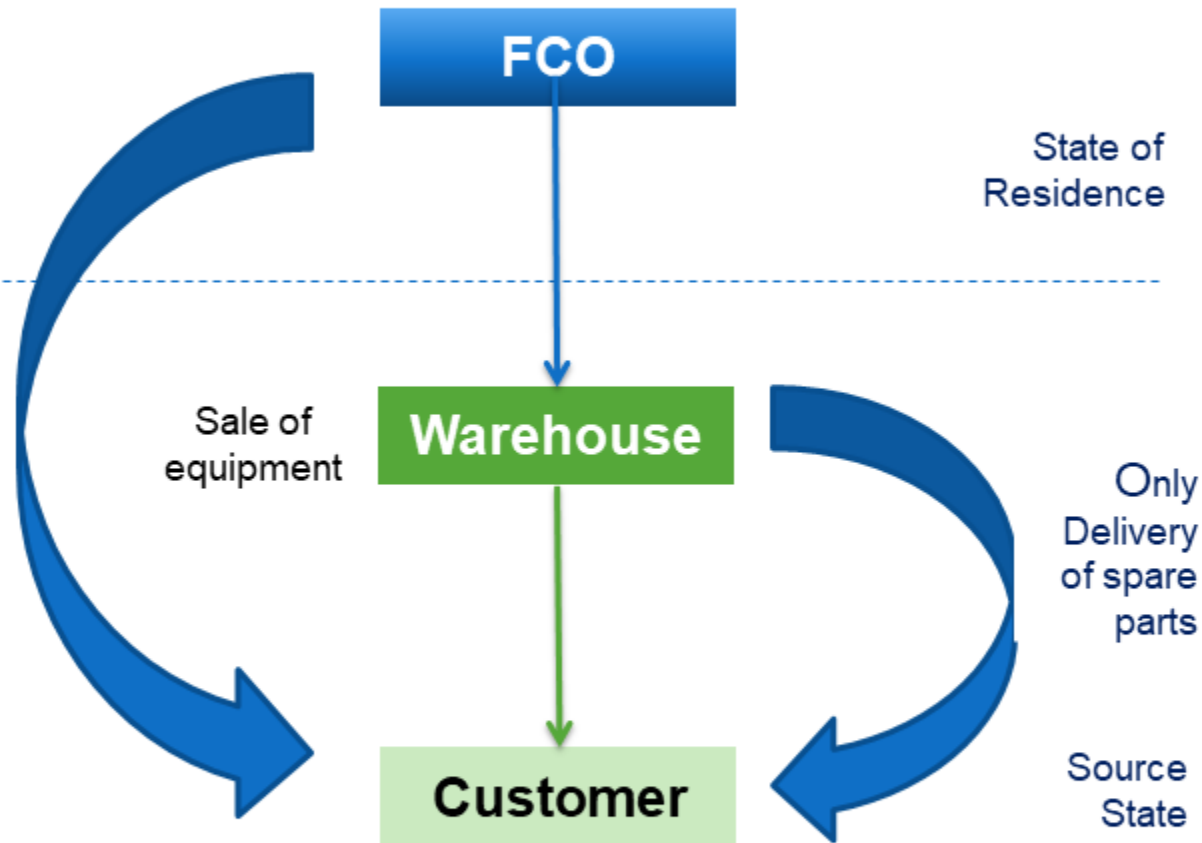 FCO
State of
Residence
Sale of
equipment
Warehouse
Only
Delivery
of spare
parts
Customer
Source
State